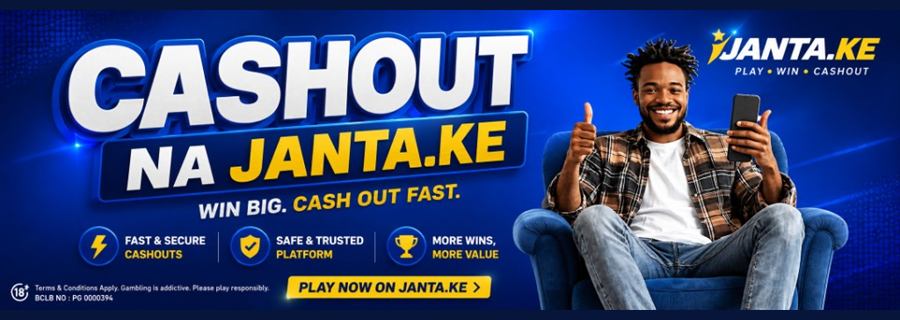 CASHOUT
NA JANTA.KE
WIN BIG. CASH OUT FAST.
FAST & SECURE
CASHOUTS
SAFE & TRUSTED
PLATFORM
MORE WINS,
MORE VALUE
18+
Terms & Conditions Apply. Gambling is addictive. Please play responsibly.
BCLB NO : PG 0000394
PLAY NOW ON JANTA.KE >
JANTA.KE
PLAY • WIN • CASHOUT